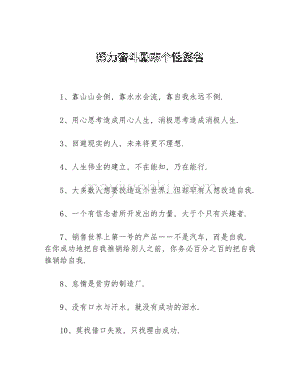 努力奋斗励志个性签名
1、靠山山会倒，靠水水会流，靠自我永远不倒.
2、用心思考造成用心人生，消极思考造成消极人生.
3、回避现实的人，未来将更不理想.
4、人生伟业的建立，不在能知，乃在能行.
5、大多数人想要改造这个世界，但却罕有人想改造自我.
6、一个有信念者所开发出的力量，大于个只有兴趣者.
7、销售世界上第一号的产品--不是汽车，而是自我.
在你成功地把自我推销给别人之前，你务必百分之百的把自我
推销给自我.
8、怠惰是贫穷的制造厂.
9、没有口水与汗水，就没有成功的泪水.
10、莫找借口失败，只找理由成功.